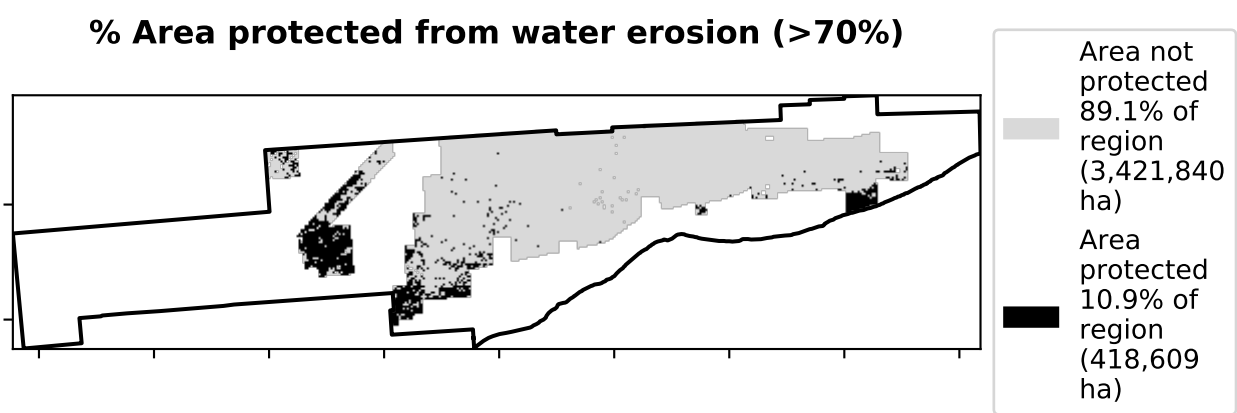 % Area protected from water erosion (>70%)
Area not
protected
89.1% of
region
(3,421,840
ha)
Area
protected
10.9% of
region
(418,609
ha)